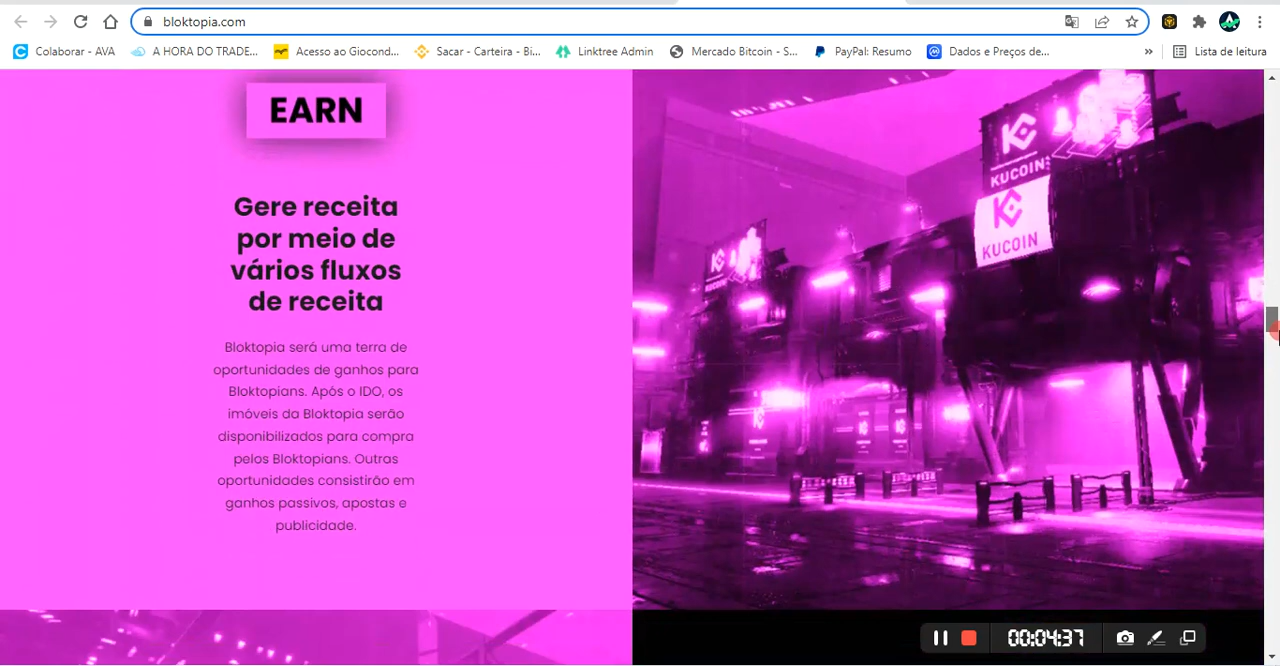 bloktopia.com
Colaborar - AVA
A HORA DO TRADE...
Acesso ao Giocond...
Sacar - Carteira - Bi...
Linktree Admin
Mercado Bitcoin - S...
PayPal: Resumo
Dados e Preços de...
»
Lista de leitura
EARN
Gere receita
por meio de
vários fluxos
de receita
Bloktopia será uma terra de
oportunidades de ganhos para
Bloktopians. Após o IDO, os
imóveis da Bloktopia serão
disponibilizados para compra
pelos Bloktopians. Outras
oportunidades consistirão em
ganhos passivos, apostas e
publicidade.
KUCOIN
KUCOIN
KUCOIN
00:04:37